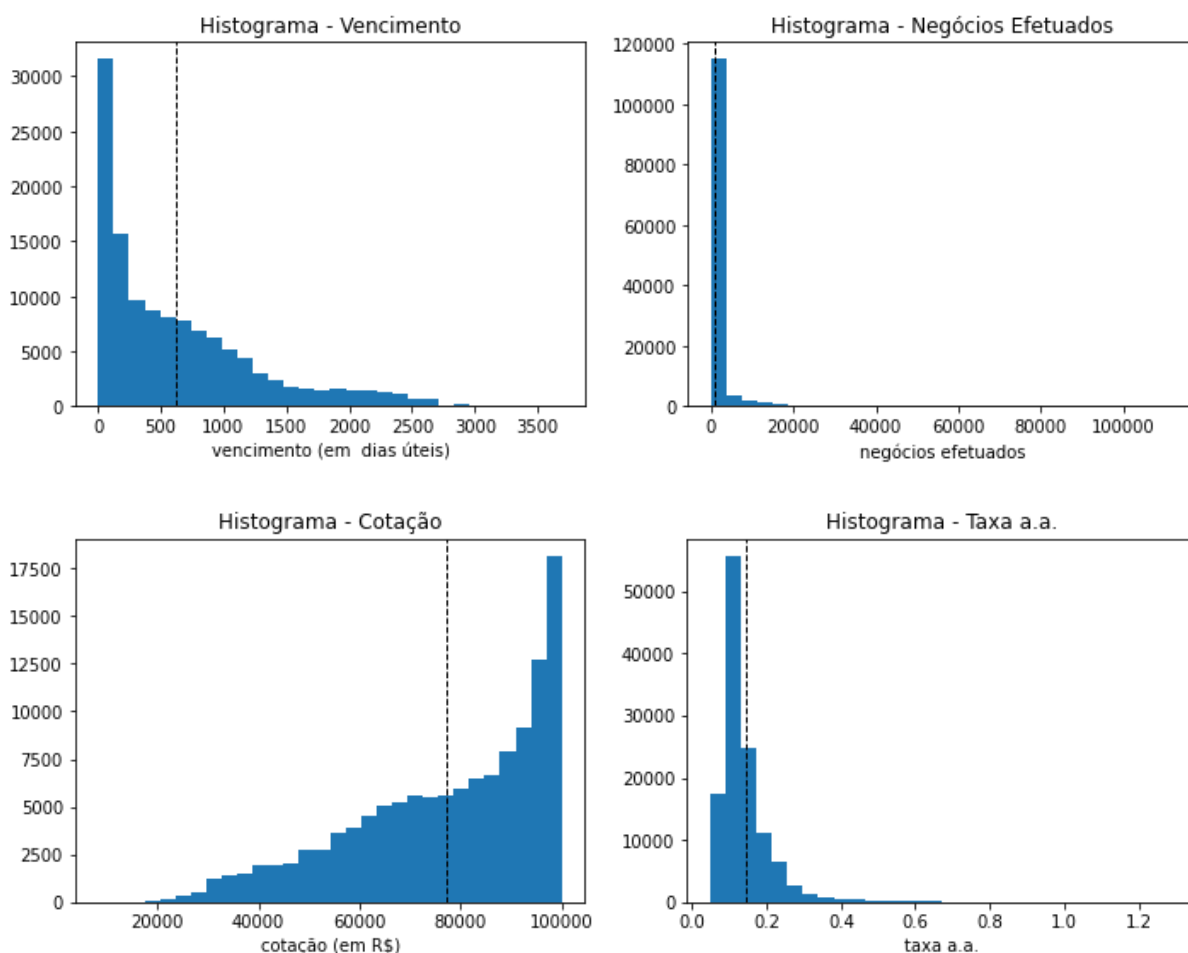 Histograma - Vencimento
30000
25000
20000
15000
10000
5000
0
0 500 1000 1500 2000 2500 3000 3500
vencimento (em  dias úteis)
Histograma - Negócios Efetuados
120000
100000
80000
60000
40000
20000
0
0 20000 40000 60000 80000 100000
negócios efetuados
Histograma - Cotação
17500
15000
12500
10000
7500
5000
2500
0
20000 40000 60000 80000 100000
cotação (em R$)
Histograma - Taxa a.a.
50000
40000
30000
20000
10000
0
0.0 0.2 0.4 0.6 0.8 1.0 1.2
taxa a.a.